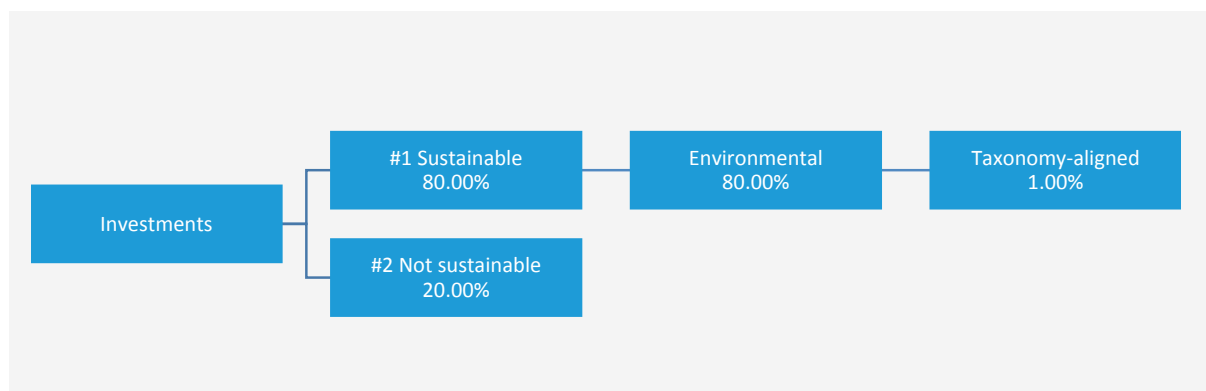 Investments
#1 Sustainable
80.00%
#2 Not sustainable
20.00%
Environmental
80.00%
Taxonomy-aligned
1.00%